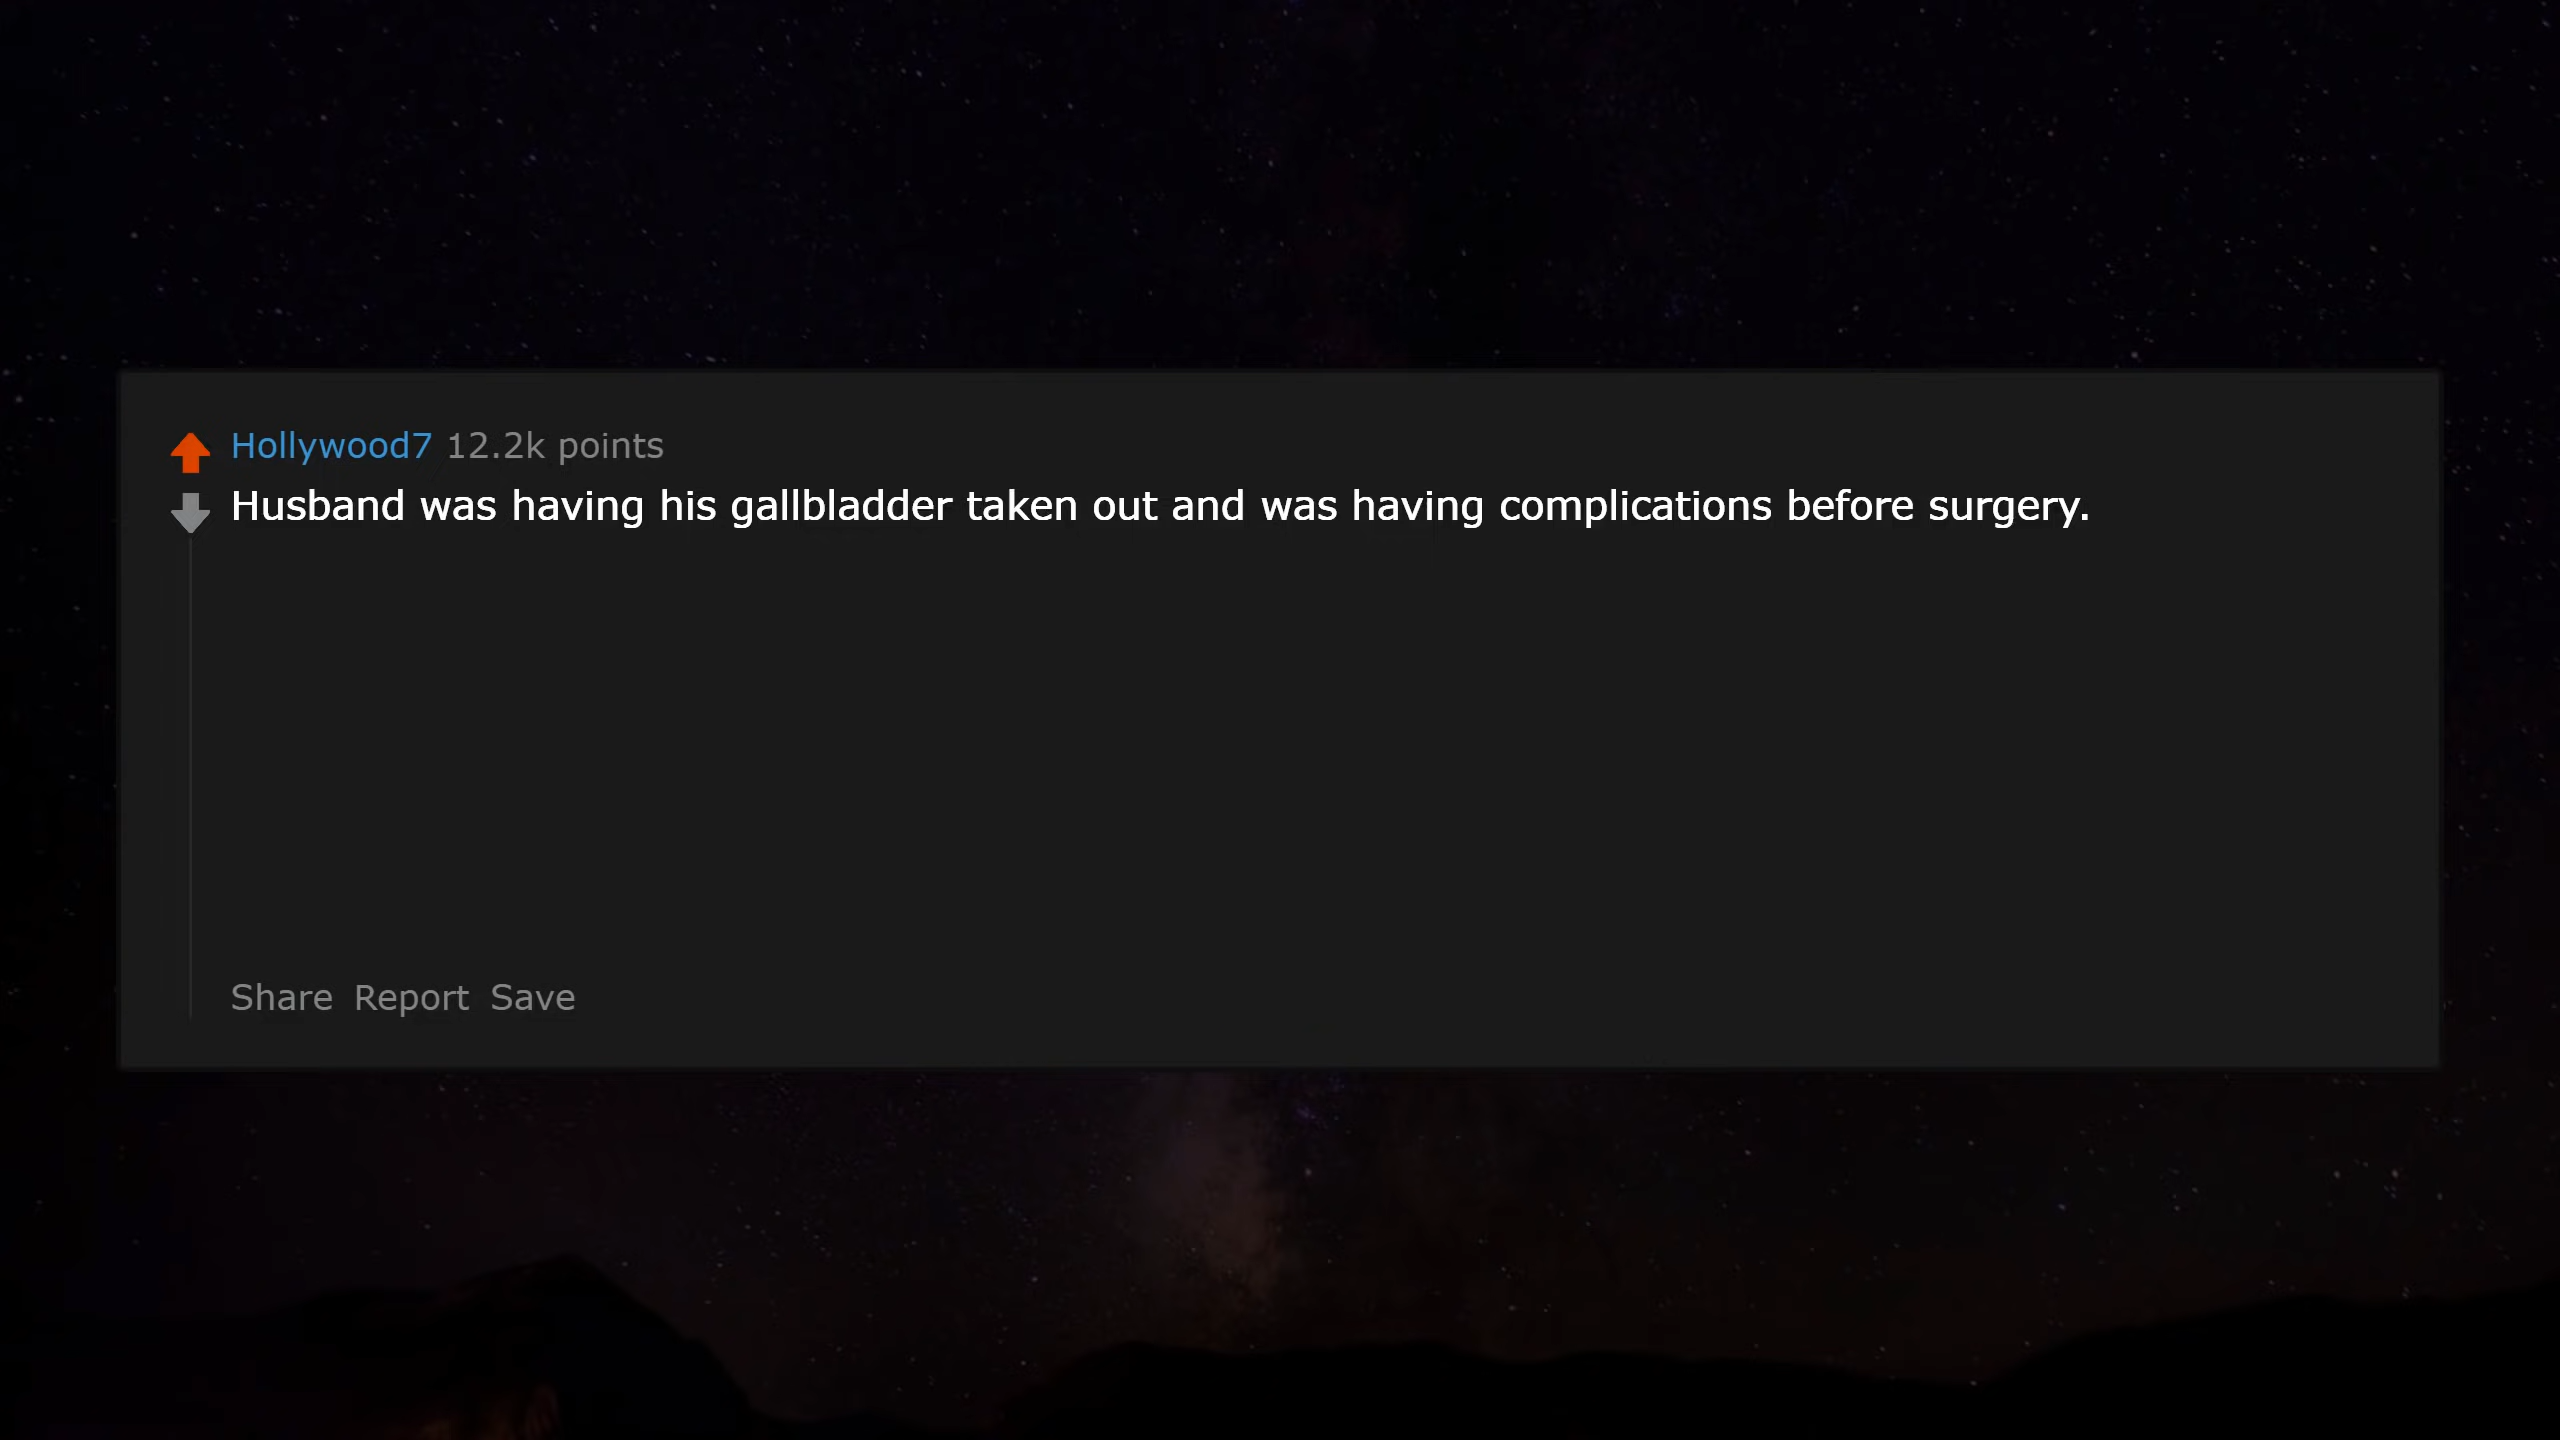 Hollywood7 12.2k points
Husband was having his gallbladder taken out and was having complications before surgery.
Share Report Save